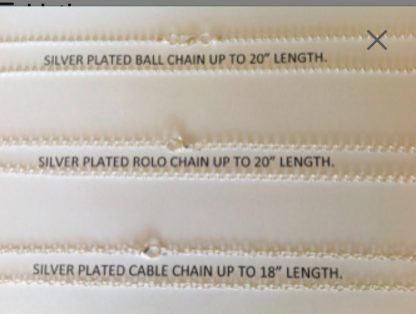 SILVER PLATED BALL CHAIN UP TO 20” LENGTH.
SILVER PLATED ROLO CHAIN UP TO 20” LENGTH.
SILVER PLATED CABLE CHAIN UP TO 18” LENGTH.